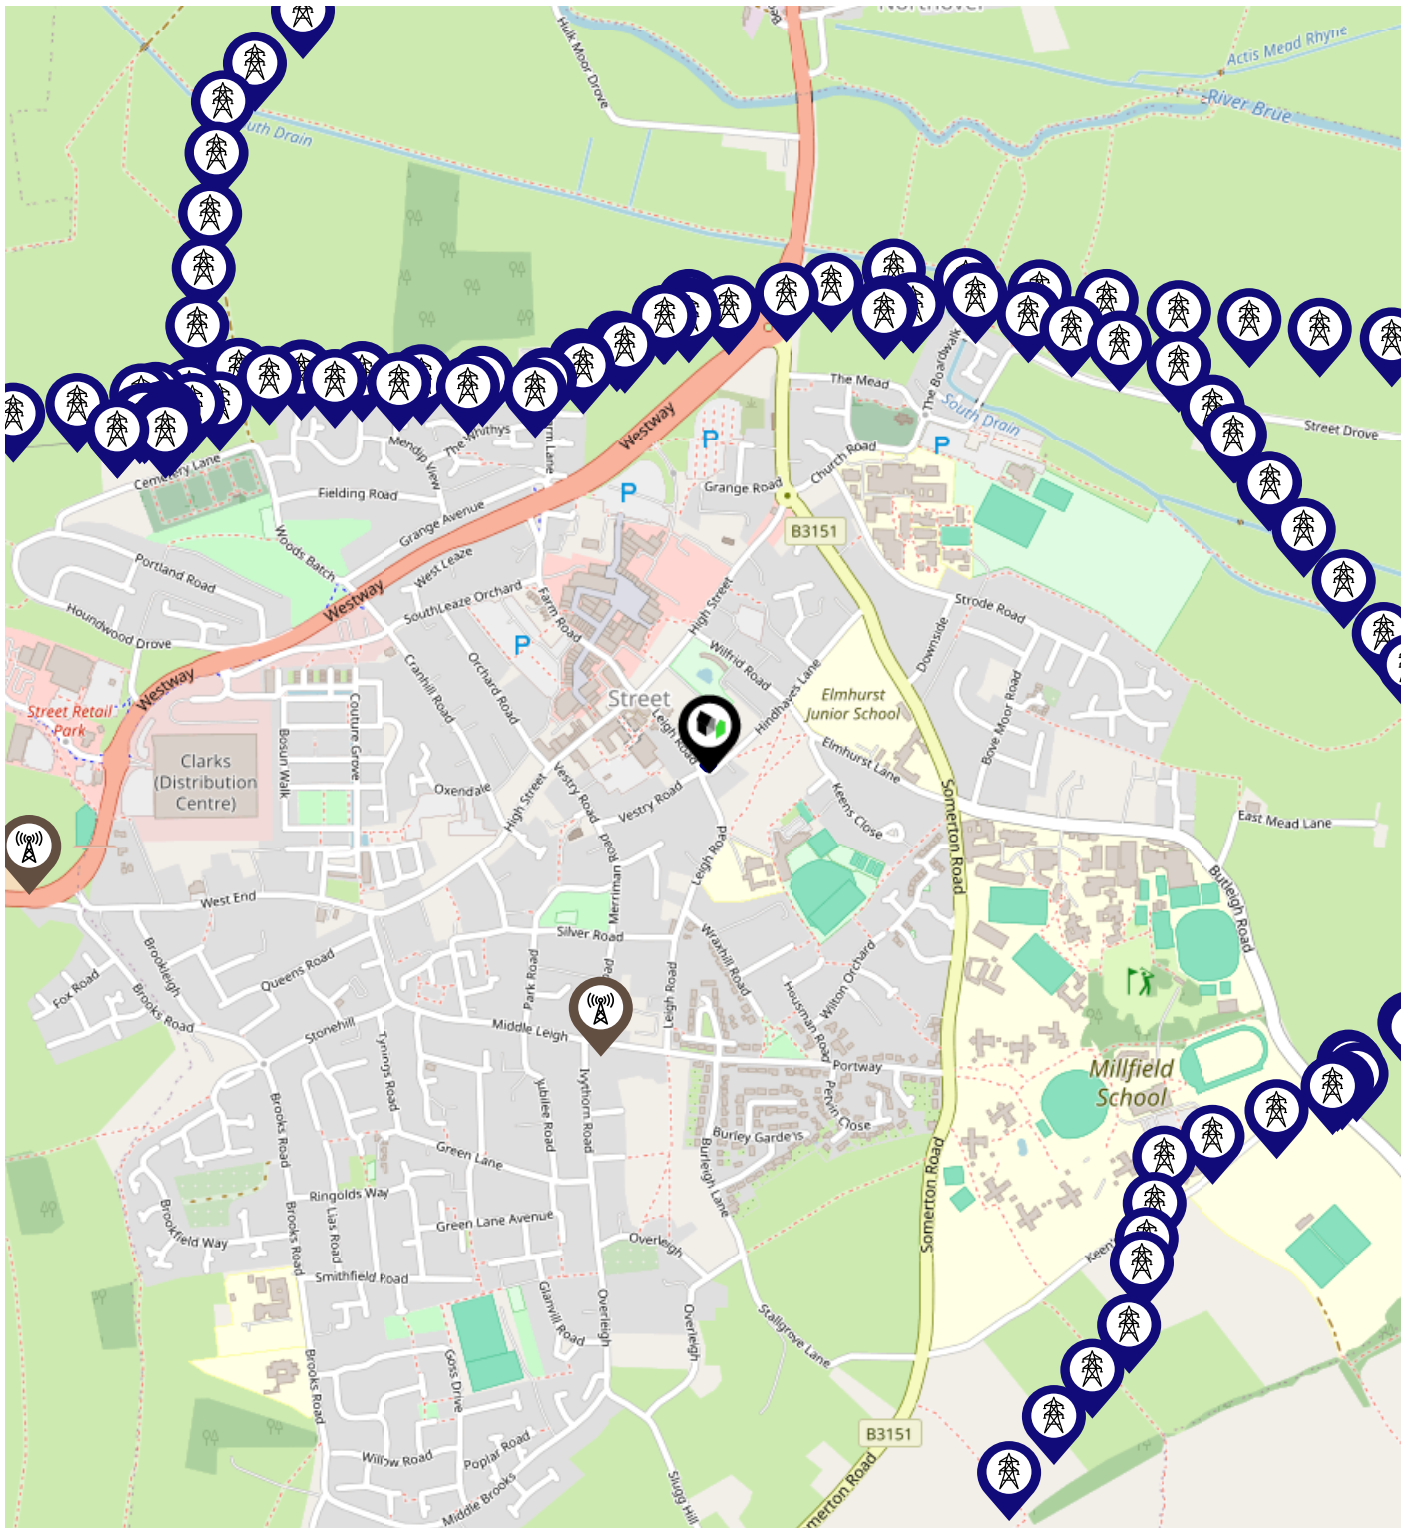 Northover
Hulk Moor Drove
Actis Mead Rhyne
River Brue
uth Drain
The Boardwalk
The Mead
South Drain
Street Drove
Westway
Mendip View
The Whithys
rm Lane
P
P
Church Road
Cemetery Lane
Fielding Road
P
Grange Road
Grange Avenue
B3151
Woods Batch
West Leaze
Portland Road
SouthLeaze Orchard
Westway
Farm Road
High Street
Strode Road
Houndwood Drove
P
Wilfrid Road
Downside
Cranhill Road
Orchard Road
Hindhayes Lane
Westway
Street
Elmhurst
Junior School
Bove Moor Road
Street Retail
Park
Couture Grove
Bosun Walk
Leigh Road
Clarks
(Distribution
Centre)
Elmhurst Lane
Oxendale
High Street
Vestry Road
Vestry Road
Keens Close
Somerton Road
East Mead Lane
Leigh Roa
Merriman Road
Butleigh Road
West End
Silver Road
Wraxhill Road
Brookleigh
Queens Road
Park Road
oad
Leigh Road
Housman Road
Wilton Orchard
Fox Road
Brooks Road
Stonehill
Middle Leigh
Portway
Millfield
School
Tynings Road
Jubilee Road
Ivythorn Road
Pervin Close
Brooks Road
Burley Gardens
Green Lane
Burleigh Lane
Somerton Road
Ringolds Way
Lias Road
Brooks Road
Green Lane Avenue
Brookfield Way
Overleigh
Keen's
Smithfield Road
Glanvill Road
Overleigh
Overleigh
Stallgrove Lane
Brooks Road
Goss Drive
B3151
Willow Road
Poplar Road
Middle Brooks
Slugg Hill
merton Road